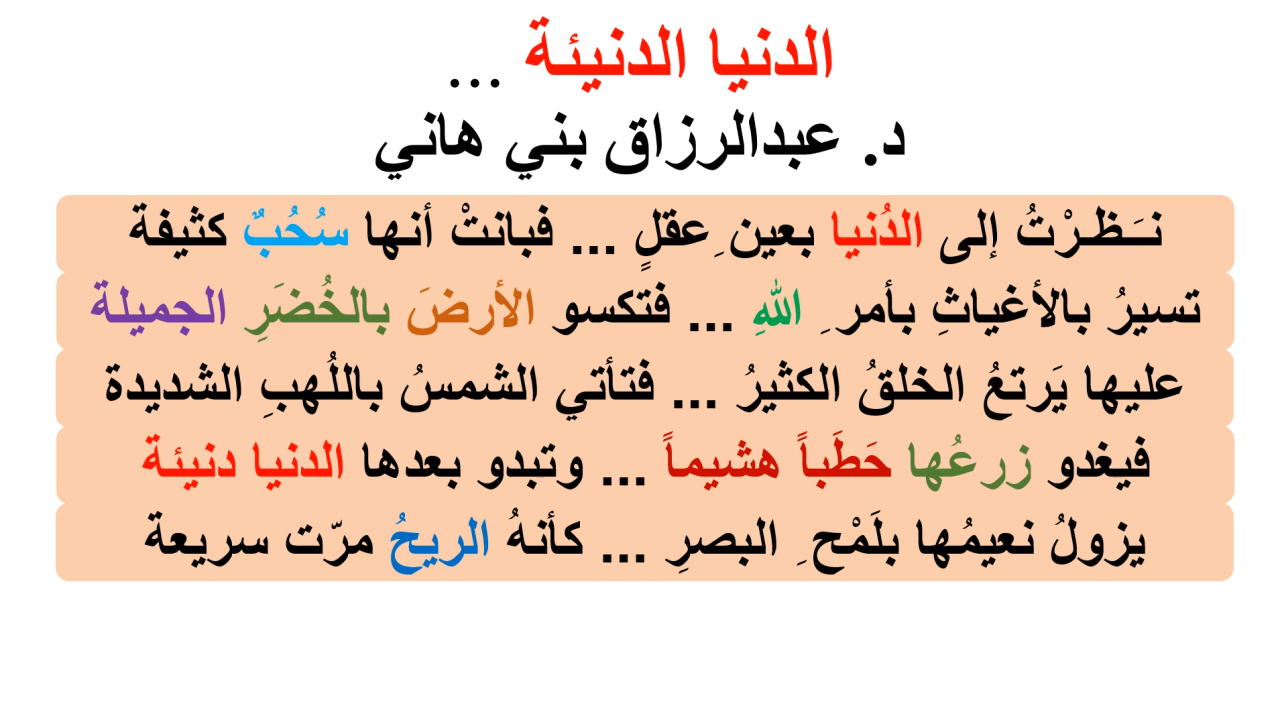 الدنيا الدنيئة ...
د. عبدالرزاق بني هاني
نـَـظـرْتُ إلى الدُنيا بعين ِعقلٍ ... فبانتْ أنها سُحُبٌ كثيفة
تسيرُ بالأغياثِ بأمر ِ اللهِ ... فتكسو الأرضَ بالخُضَرِ الجميلة
عليها يَرتعُ الخلقُ الكثيرُ ... فتأتي الشمسُ باللُهبِ الشديدة
فيغدو زرعُها حَطَباً هشيماً ... وتبدو بعدها الدنيا دنيئة
يزولُ نعيمُها بلَمْح ِ البصرِ ... كأنهُ الريحُ مرّت سريعة